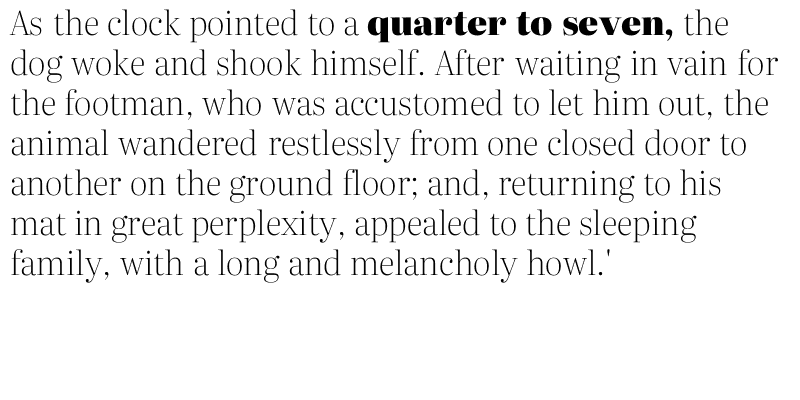 As the clock pointed to a quarter to seven, the
dog woke and shook himself. After waiting in vain for
the footman, who was accustomed to let him out, the
animal wandered restlessly from one closed door to
another on the ground floor; and, returning to his
mat in great perplexity, appealed to the sleeping
family, with a long and melancholy howl.'